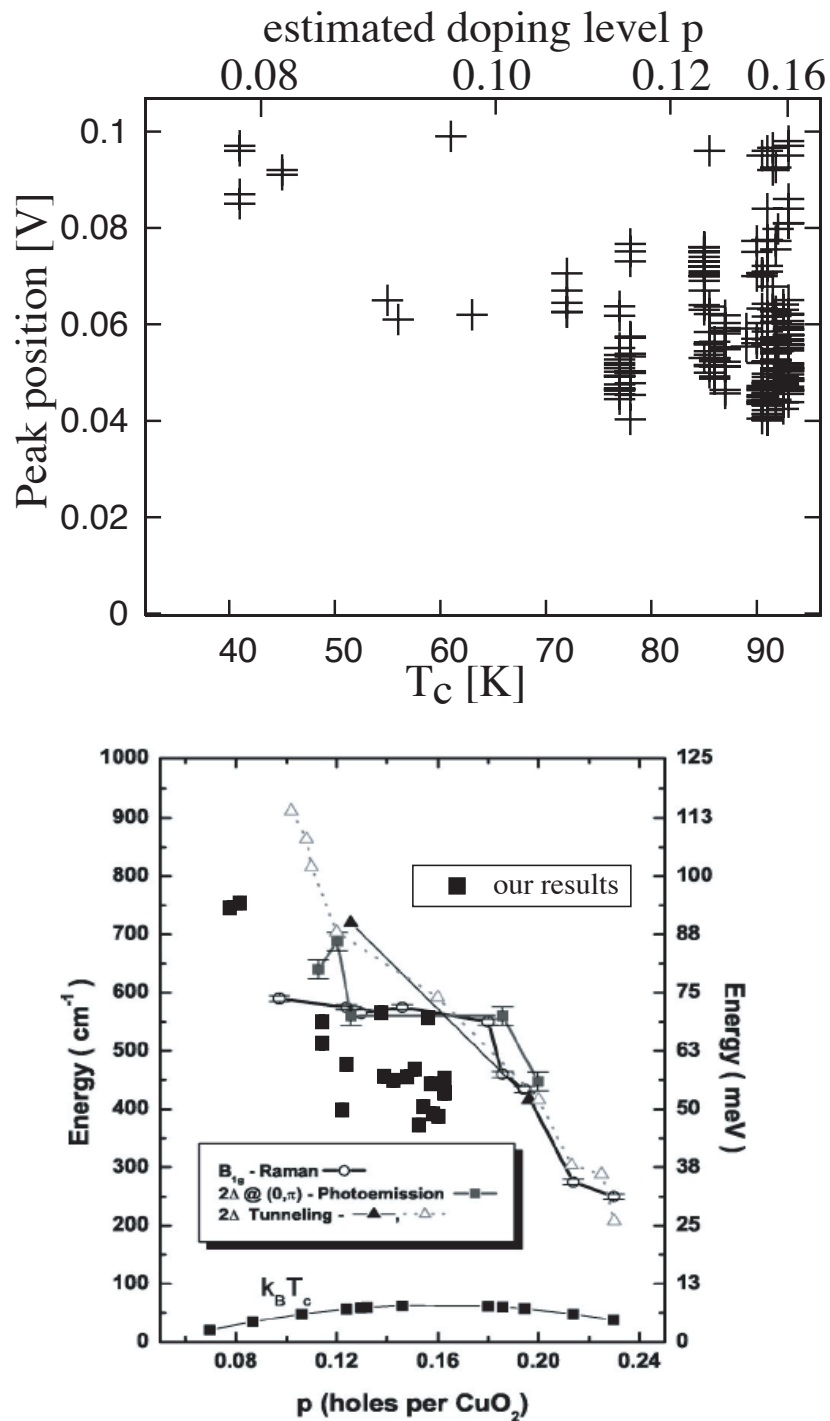 estimated doping level p
0.08 0.10 0.12 0.16
0.1
0.08
0.06
0.04
0.02
0
Peak position [V]
40 50 60 70 80 90
Tc [K]
1000 125
900 113
800 100
our results
700 88
600 75
500 63
400 50
300 38
200 25
100 13
0 0
Energy ( cm-1)
Energy ( meV)
B1g - Raman
2Δ @ (0,π) - Photoemission
2Δ Tunneling - ,
kBTc
0.08 0.12 0.16 0.20 0.24
p (holes per CuO2)